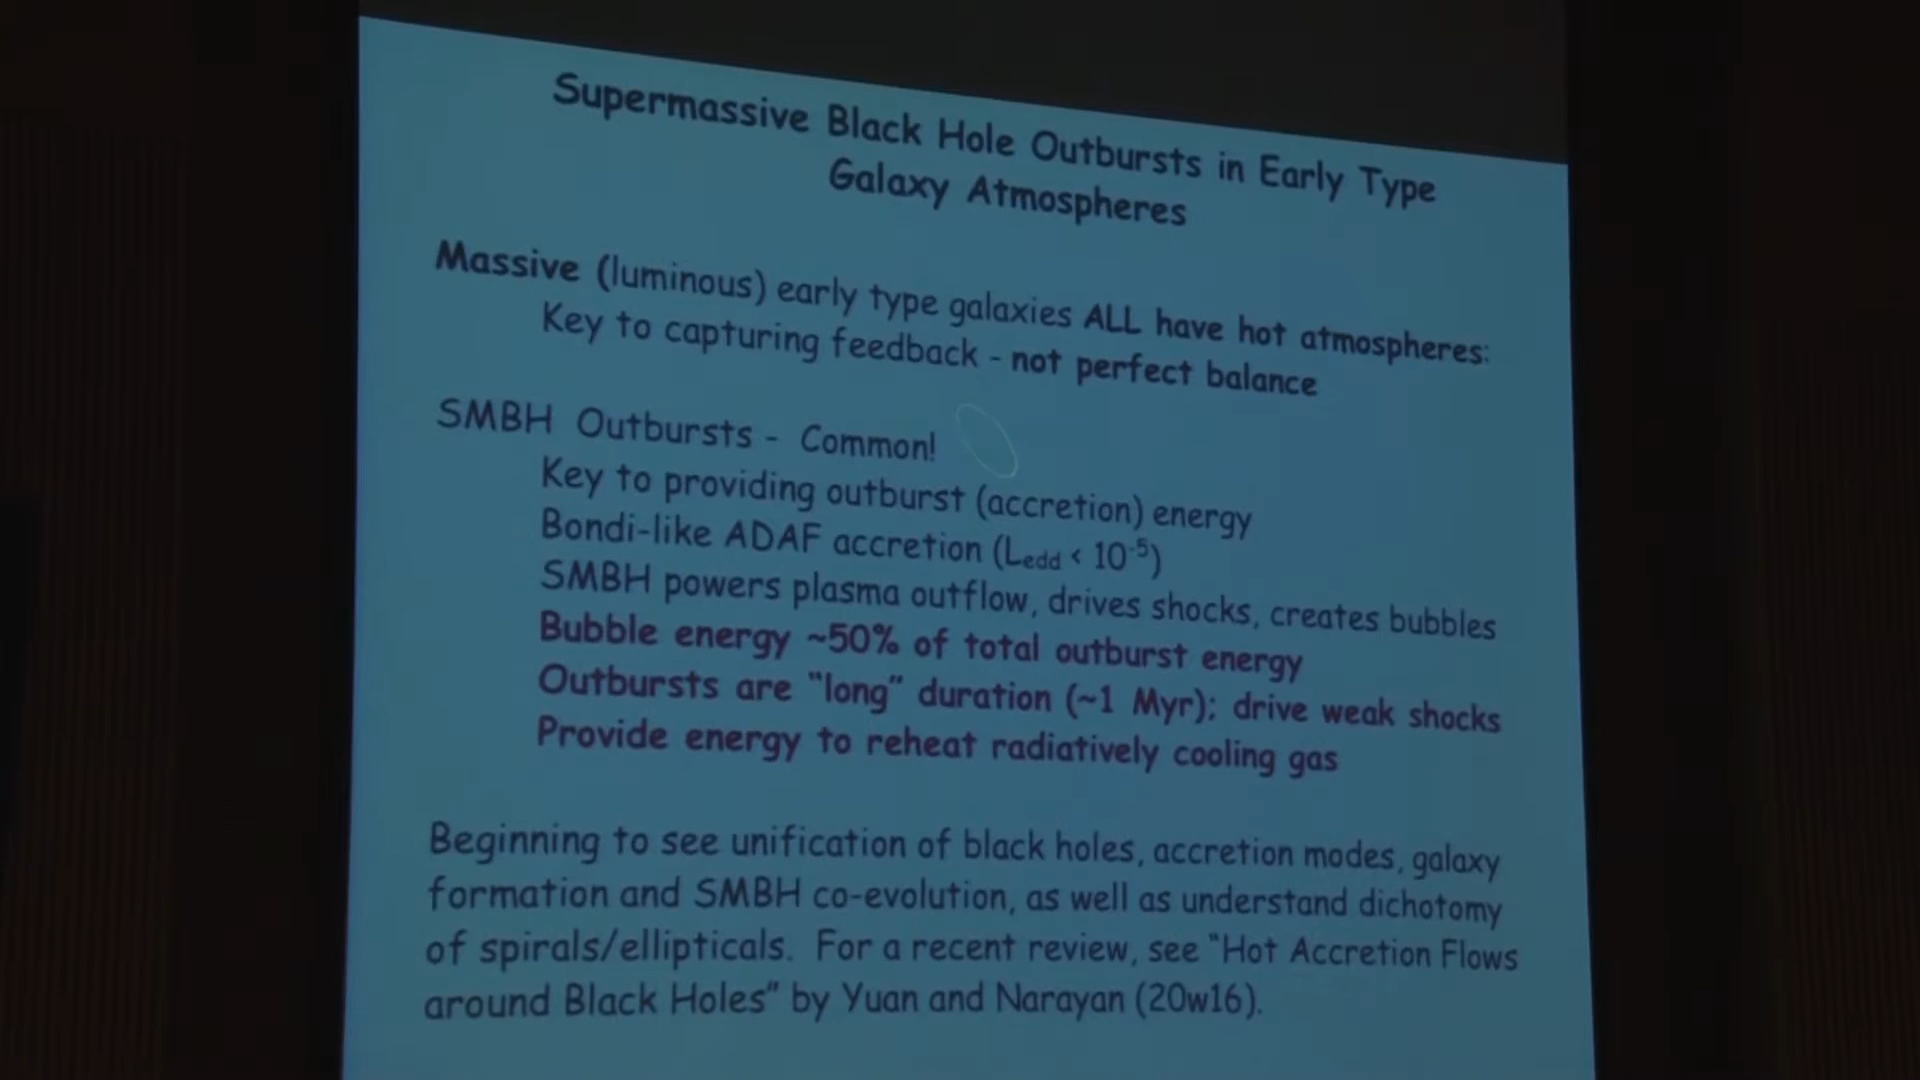 Supermassive Black Hole Outbursts in Early Type
Galaxy Atmospheres
Massive (luminous) early type galaxies ALL have hot atmospheres:
Key to capturing feedback - not perfect balance
SMBH Outbursts - Common!
Key to providing outburst (accretion) energy
Bondi-like ADAF accretion (Ledd < 10-5)
SMBH powers plasma outflow, drives shocks, creates bubbles
Bubble energy ~50% of total outburst energy
Outbursts are "long" duration (~1 Myr); drive weak shocks
Provide energy to reheat radiatively cooling gas
Beginning to see unification of black holes, accretion modes, galaxy
formation and SMBH co-evolution, as well as understand dichotomy
of spirals/ellipticals. For a recent review, see "Hot Accretion Flows
around Black Holes" by Yuan and Narayan (20w16).